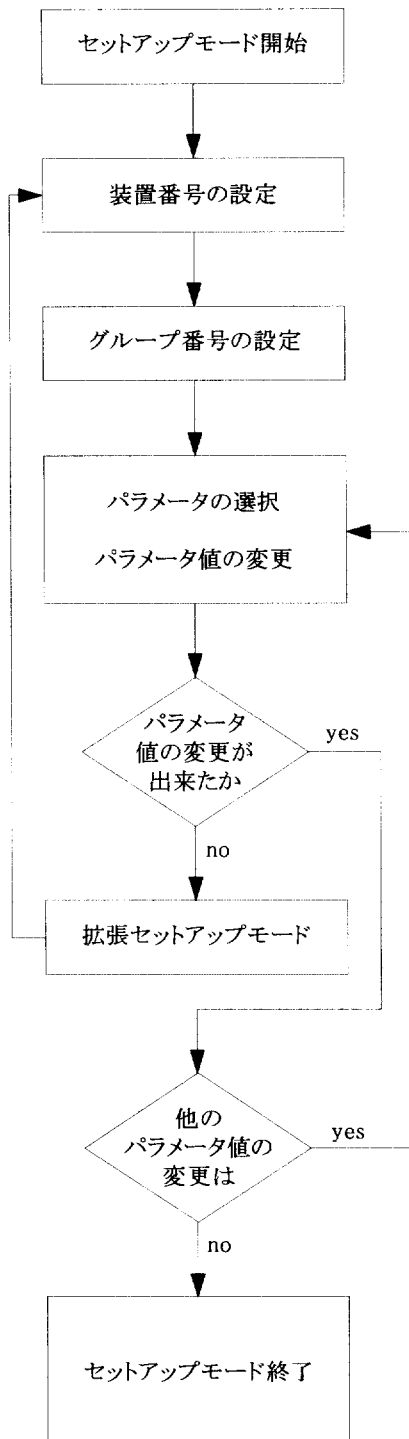 セットアップモード開始
装置番号の設定
グループ番号の設定
パラメータの選択
パラメータ値の変更
パラメータ
値の変更が
出来たか
yes
no
拡張セットアップモード
他の
パラメータ値の
変更は
yes
no
セットアップモード終了